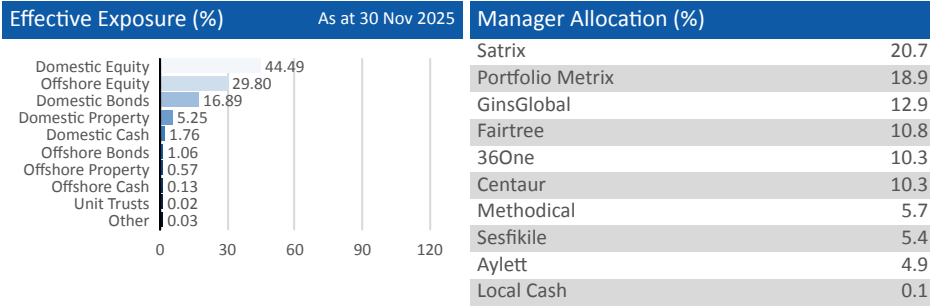 Effective Exposure (%) As at 30 Nov 2025
Domestic Equity 44.49
Offshore Equity 29.80
Domestic Bonds 16.89
Domestic Property 5.25
Domestic Cash 1.76
Offshore Bonds 1.06
Offshore Property 0.57
Offshore Cash 0.13
Unit Trusts 0.02
Other 0.03
0 30 60 90 120
Manager Allocation (%)
Satrix 20.7
Portfolio Metrix 18.9
GinsGlobal 12.9
Fairtree 10.8
36One 10.3
Centaur 10.3
Methodical 5.7
Sesfikile 5.4
Aylett 4.9
Local Cash 0.1